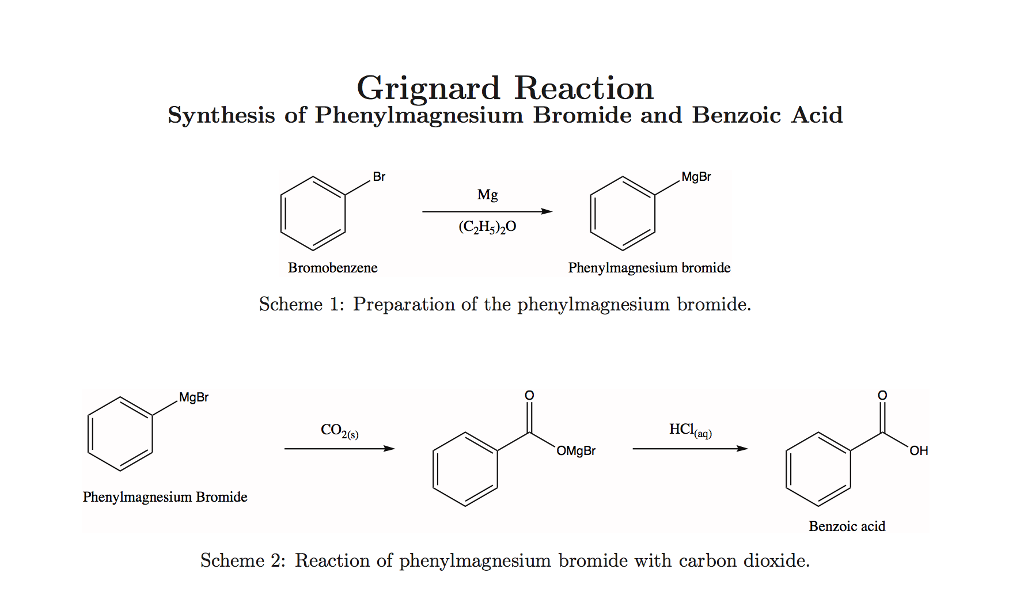 Grignard Reaction
Synthesis of Phenylmagnesium Bromide and Benzoic Acid
Br
MgBr
Mg
(C₂H₅)₂O
Bromobenzene
Phenylmagnesium bromide
Scheme 1: Preparation of the phenylmagnesium bromide.
O
O
MgBr
CO₂₍s₎
HCl₍aq₎
OMgBr
OH
Phenylmagnesium Bromide
Benzoic acid
Scheme 2: Reaction of phenylmagnesium bromide with carbon dioxide.